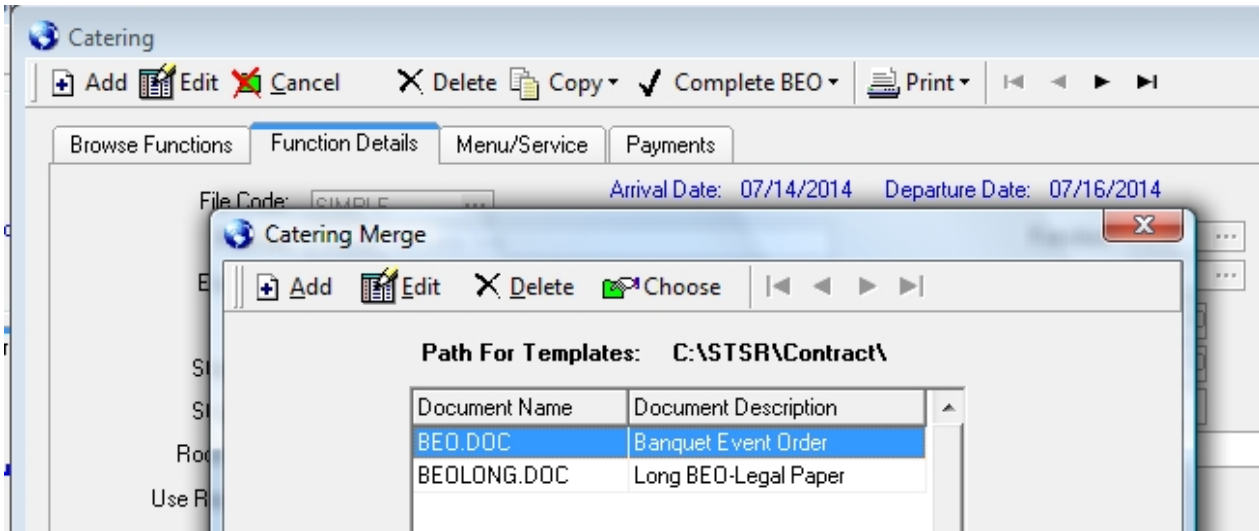 Catering
Add Edit Cancel Delete Copy Complete BEO Print
Browse Functions Function Details Menu/Service Payments
File Code: SIMPLE Arrival Date: 07/14/2014 Departure Date: 07/16/2014
Catering Merge
Add Edit Delete Choose
Path For Templates: C:\STSR\Contract\
Document Name Document Description
BEO.DOC Banquet Event Order
BEOLONG.DOC Long BEO-Legal Paper
Use R